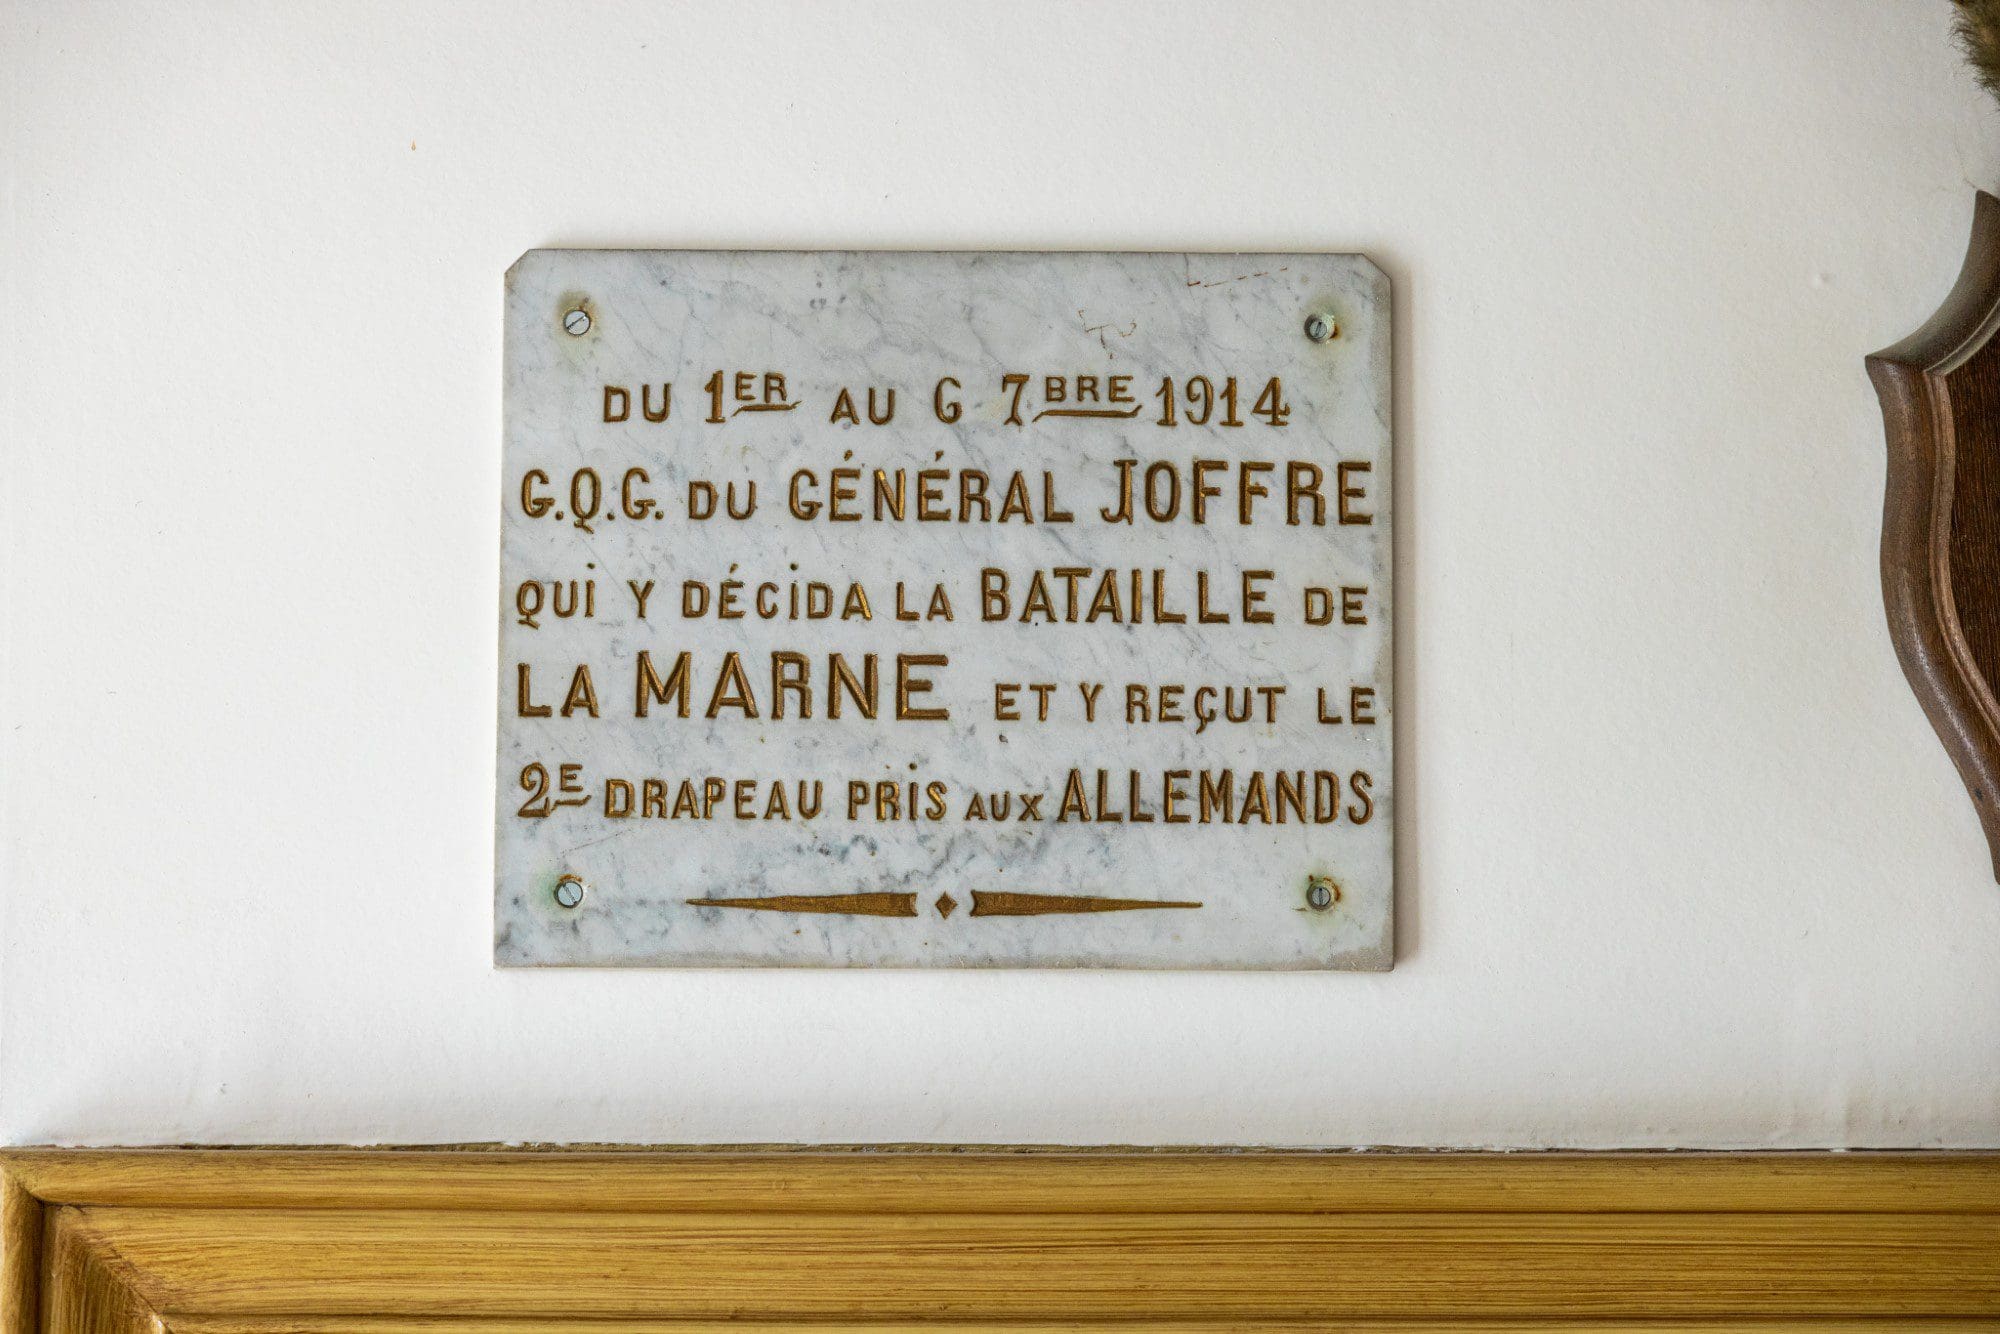 DU 1ER AU 6 7BRE 1914
G.Q.G. DU GÉNÉRAL JOFFRE
QUI Y DÉCIDA LA BATAILLE DE
LA MARNE ET Y REÇUT LE
2E DRAPEAU PRIS AUX ALLEMANDS